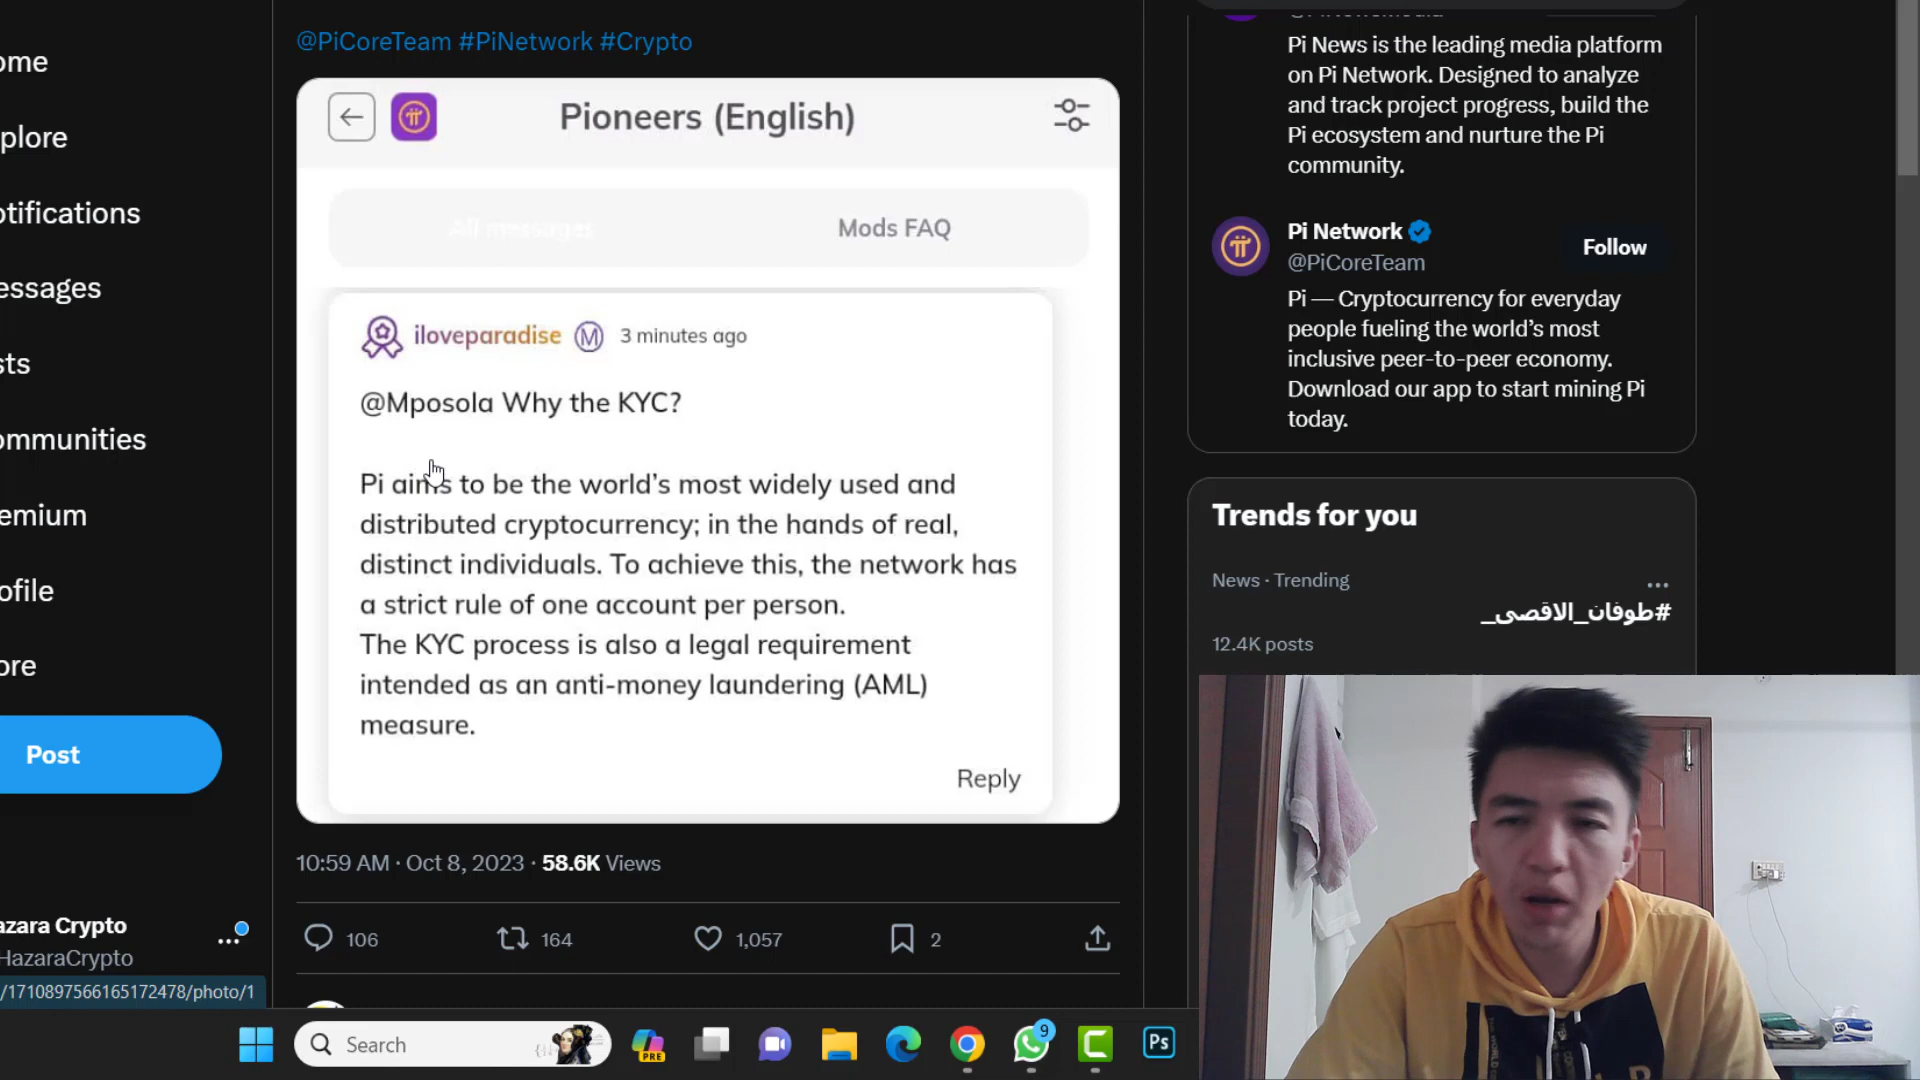 ome
plore
otifications
essages
sts
ommunities
emium
ofile
ore
Post
azara Crypto
HazaraCrypto
/1710897566165172478/photo/1
@PiCoreTeam #PiNetwork #Crypto
Pioneers (English)
All messages
Mods FAQ
iloveparadise M 3 minutes ago
@Mposola Why the KYC?
Pi aims to be the world's most widely used and
distributed cryptocurrency; in the hands of real,
distinct individuals. To achieve this, the network has
a strict rule of one account per person.
The KYC process is also a legal requirement
intended as an anti-money laundering (AML)
measure.
Reply
10:59 AM · Oct 8, 2023 · 58.6K Views
106
164
1,057
2
Pi News is the leading media platform
on Pi Network. Designed to analyze
and track project progress, build the
Pi ecosystem and nurture the Pi
community.
Pi Network
@PiCoreTeam
Follow
Pi — Cryptocurrency for everyday
people fueling the world's most
inclusive peer-to-peer economy.
Download our app to start mining Pi
today.
Trends for you
News · Trending
#طوفان_الاقصى_
12.4K posts
Search
PRE
9
Ps